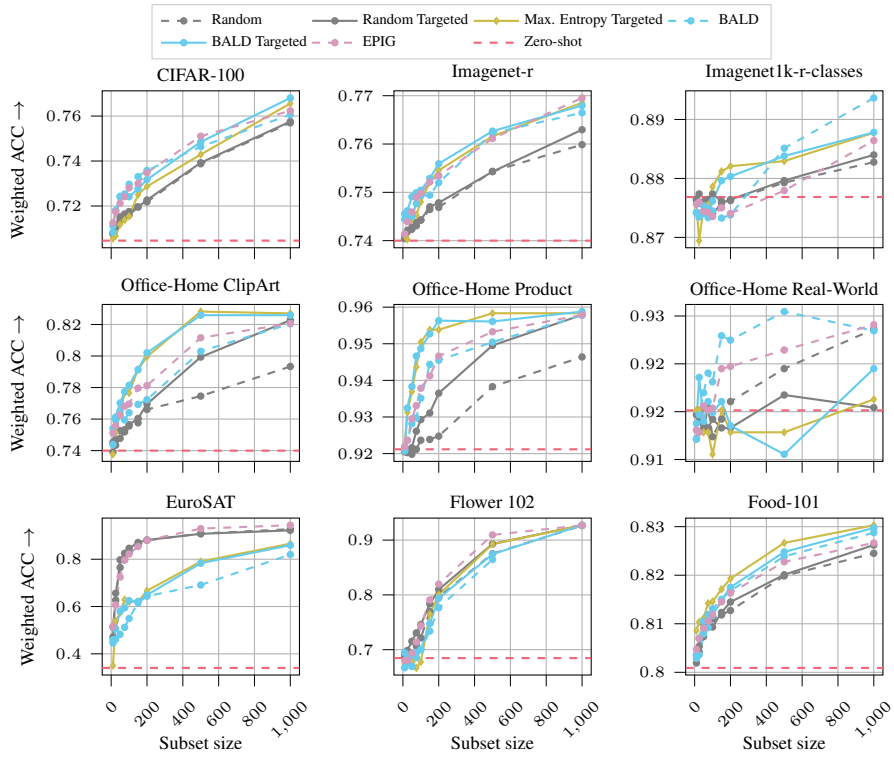 Random Random Targeted Max. Entropy Targeted BALD
BALD Targeted EPIG Zero-shot
CIFAR-100 Imagenet-r Imagenet1k-r-classes
Weighted ACC →
0.76
0.74
0.72
0.77
0.76
0.75
0.74
0.89
0.88
0.87
Office-Home ClipArt Office-Home Product Office-Home Real-World
Weighted ACC →
0.82
0.8
0.78
0.76
0.74
0.96
0.95
0.94
0.93
0.92
0.93
0.92
0.92
0.91
EuroSAT Flower 102 Food-101
Weighted ACC →
0.8
0.6
0.4
0.9
0.8
0.7
0.83
0.82
0.81
0.8
0 200 400 600 800 1,000
0 200 400 600 800 1,000
0 200 400 600 800 1,000
Subset size Subset size Subset size